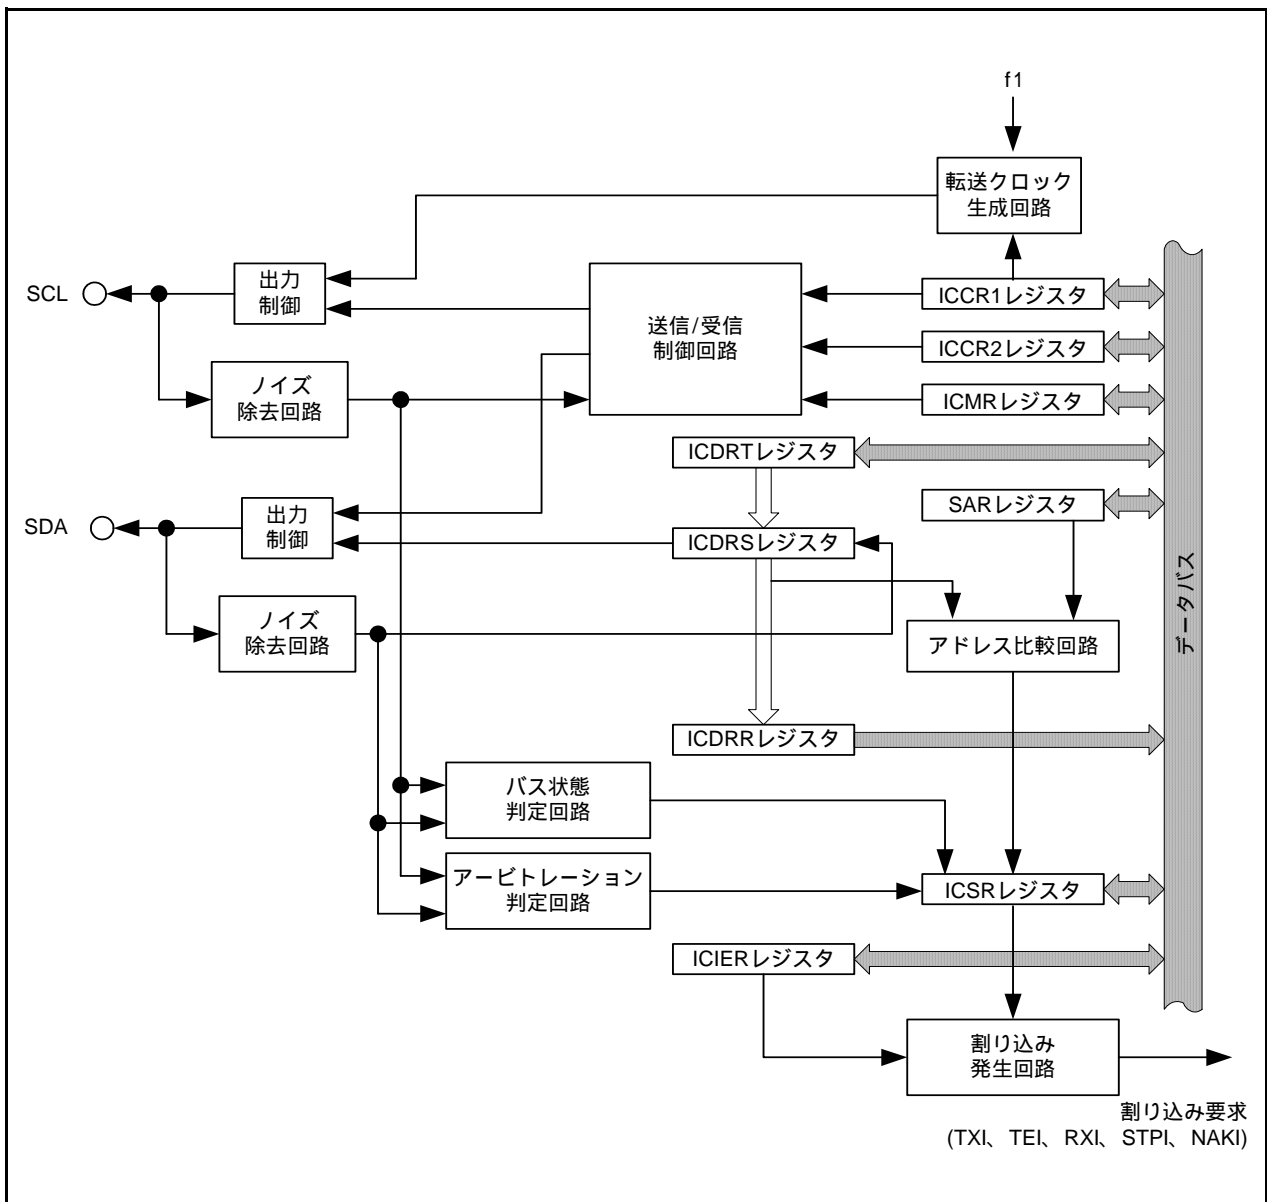 f1
転送クロック
生成回路
SCL
出力
制御
送信/受信
制御回路
ICCR1レジスタ
ICCR2レジスタ
ICMRレジスタ
ノイズ
除去回路
ICDRTレジスタ
SARレジスタ
SDA
出力
制御
ICDRSレジスタ
データバス
ノイズ
除去回路
アドレス比較回路
ICDRRレジスタ
バス状態
判定回路
アービトレーション
判定回路
ICSRレジスタ
ICIERレジスタ
割り込み
発生回路
割り込み要求
(TXI、TEI、RXI、STPI、NAKI)